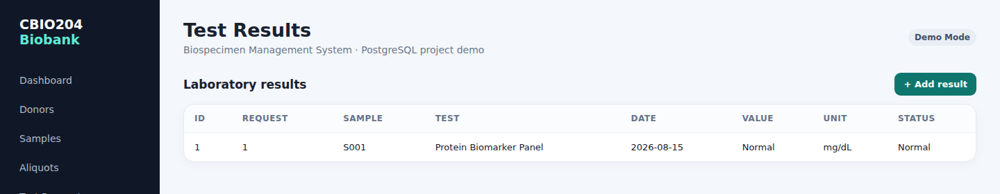 CBIO204
Biobank
Dashboard
Donors
Samples
Aliquots
Test Results
Biospecimen Management System · PostgreSQL project demo
Demo Mode
Laboratory results
+ Add result
ID REQUEST SAMPLE TEST DATE VALUE UNIT STATUS
1 1 S001 Protein Biomarker Panel 2026-08-15 Normal mg/dL Normal